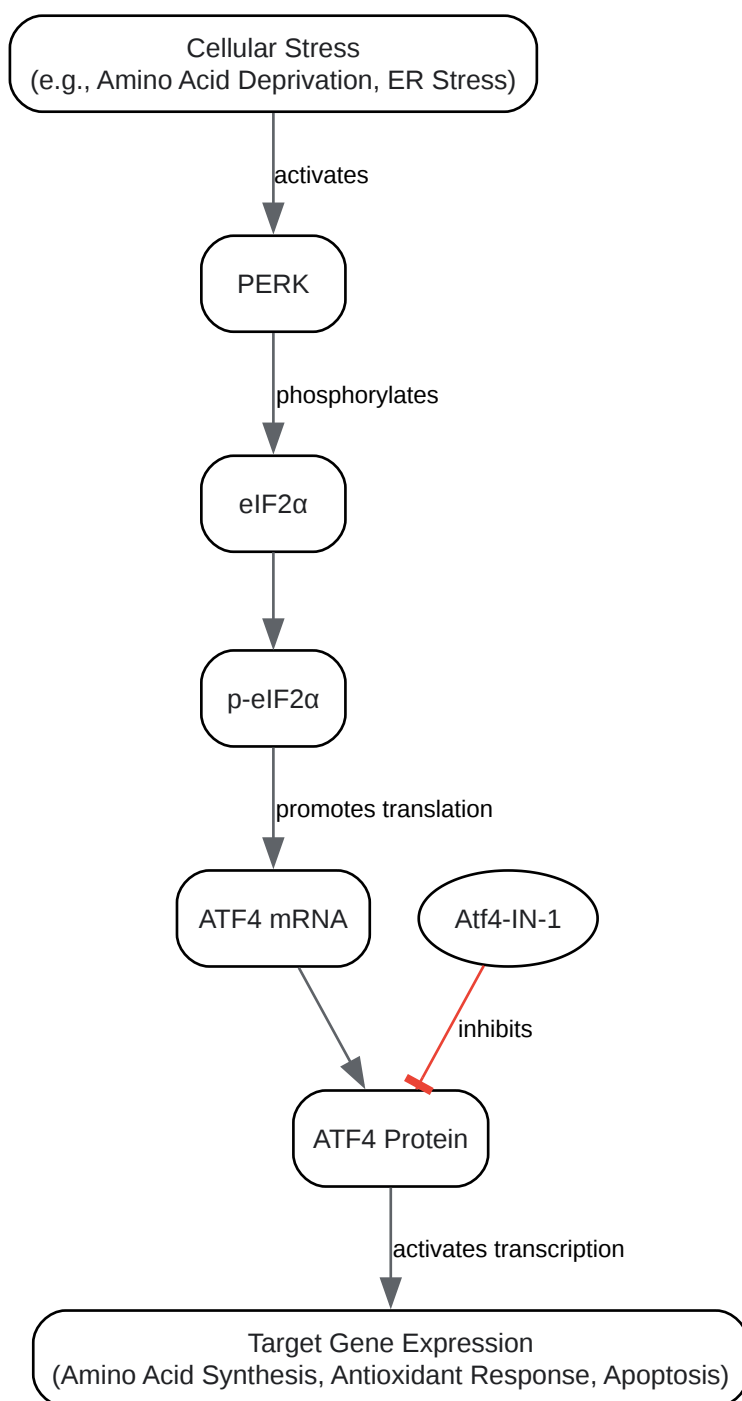 Cellular Stress
(e.g., Amino Acid Deprivation, ER Stress)
activates
PERK
phosphorylates
eIF2α
p-eIF2α
promotes translation
ATF4 mRNA
Atf4-IN-1
inhibits
ATF4 Protein
activates transcription
Target Gene Expression
(Amino Acid Synthesis, Antioxidant Response, Apoptosis)